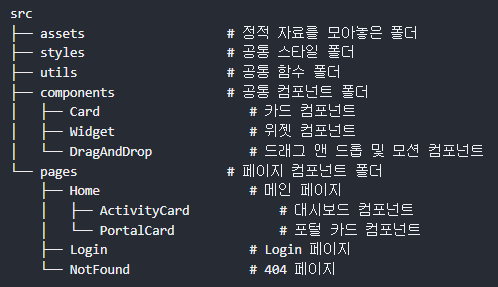 src
├── assets # 정적 자료를 모아놓은 폴더
├── styles # 공통 스타일 폴더
├── utils # 공통 함수 폴더
├── components # 공통 컴포넌트 폴더
│ ├── Card # 카드 컴포넌트
│ ├── Widget # 위젯 컴포넌트
│ └── DragAndDrop # 드래그 앤 드롭 및 모션 컴포넌트
└── pages # 페이지 컴포넌트 폴더
├── Home # 메인 페이지
│ ├── ActivityCard # 대시보드 컴포넌트
│ └── PortalCard # 포털 카드 컴포넌트
├── Login # Login 페이지
└── NotFound # 404 페이지